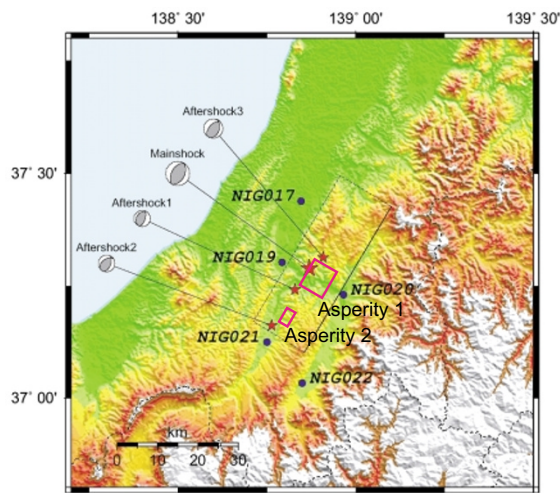 138° 30'
139° 00'
139° 30'
Aftershock3
Mainshock
37° 30'
NIG017
Aftershock1
Aftershock2
NIG019
NIG020
Asperity 1
NIG021
Asperity 2
NIG022
37° 00'
km
0 10 20 30